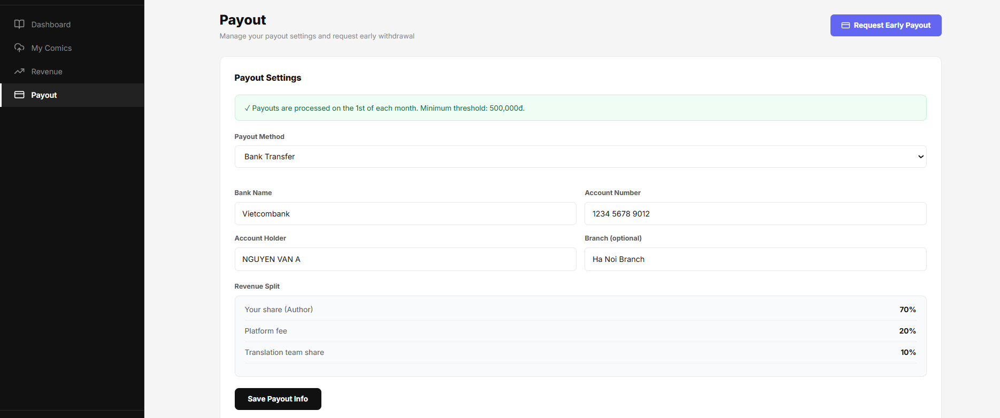 Dashboard
My Comics
Revenue
Payout
Payout
Manage your payout settings and request early withdrawal
Request Early Payout
Payout Settings
✓ Payouts are processed on the 1st of each month. Minimum threshold: 500,000đ.
Payout Method
Bank Transfer
Bank Name
Account Number
Vietcombank
1234 5678 9012
Account Holder
Branch (optional)
NGUYEN VAN A
Ha Noi Branch
Revenue Split
Your share (Author) 70%
Platform fee 20%
Translation team share 10%
Save Payout Info